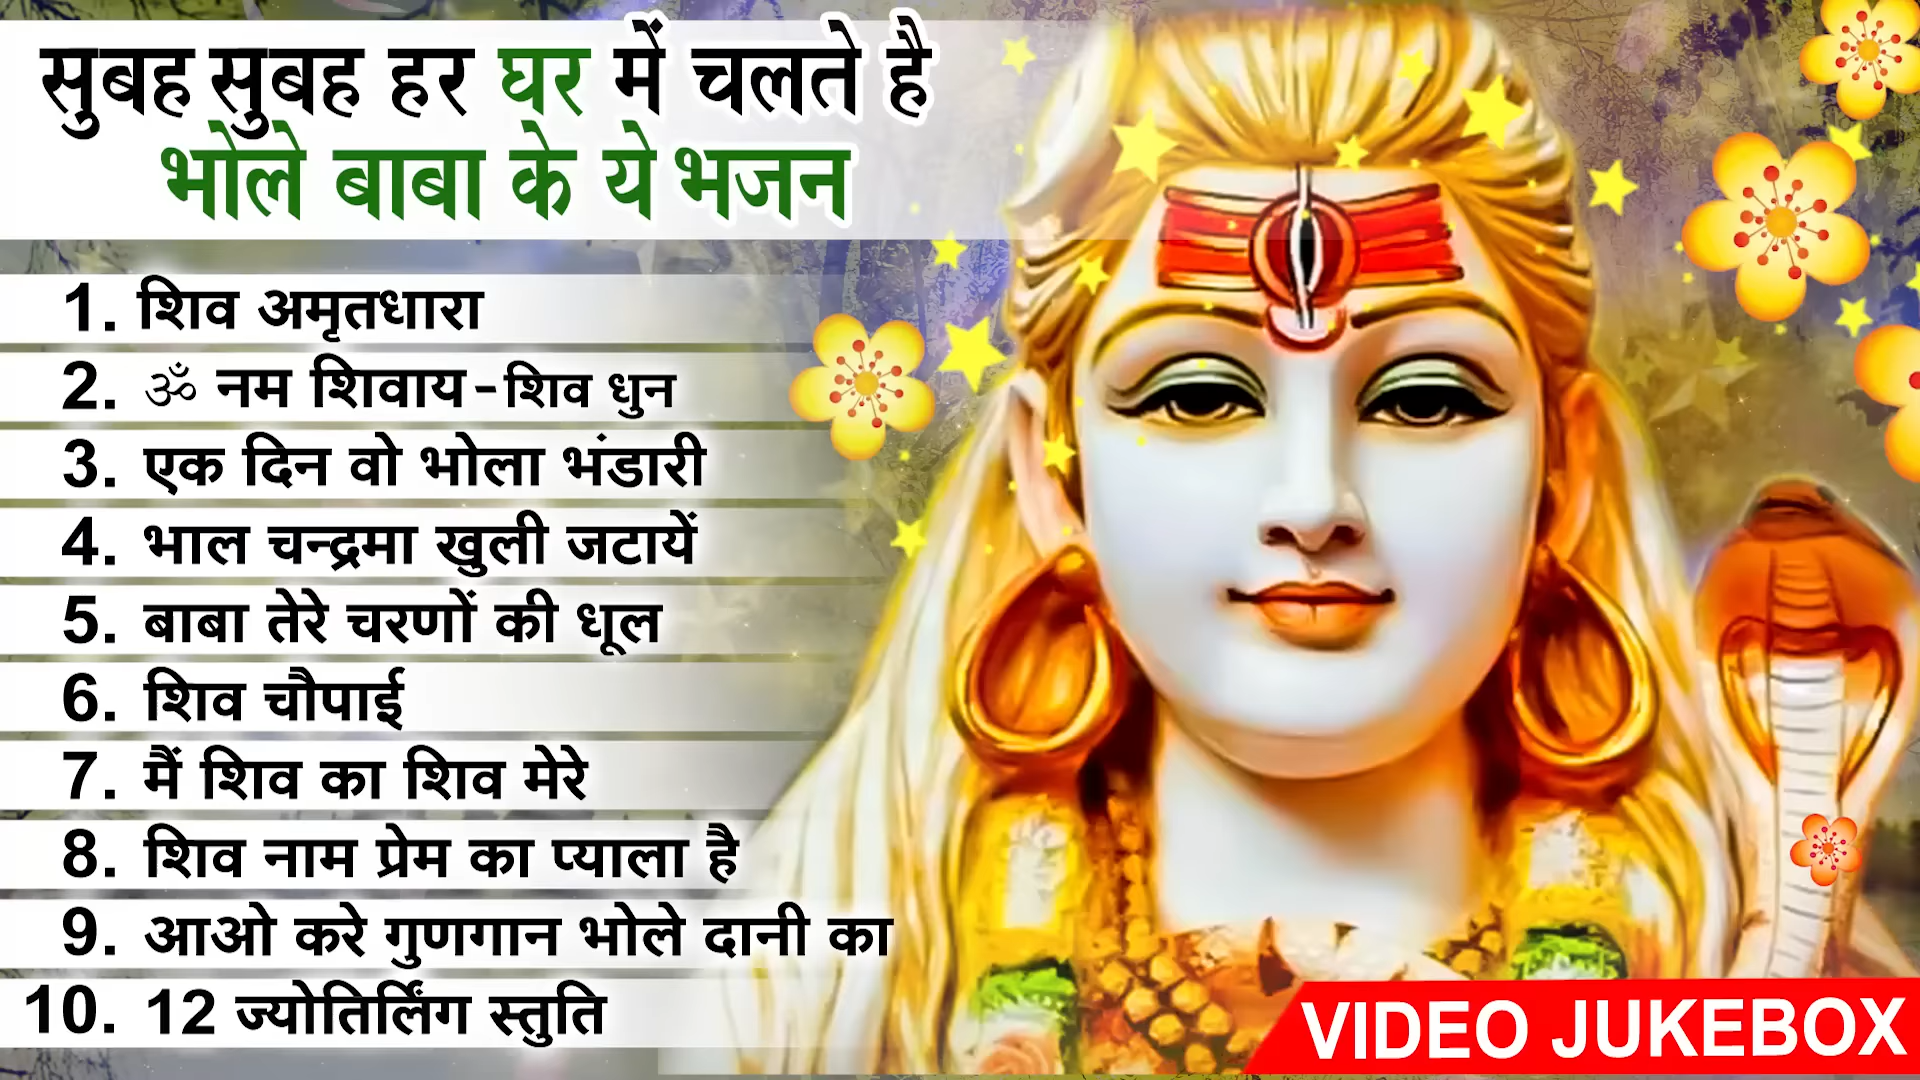 सुबह सुबह हर घर में चलते है
भोले बाबा के ये भजन
1. शिव अमृतधारा
2. ॐ नम शिवाय - शिव धुन
3. एक दिन वो भोला भंडारी
4. भाल चन्द्रमा खुली जटायें
5. बाबा तेरे चरणों की धूल
6. शिव चौपाई
7. मैं शिव का शिव मेरे
8. शिव नाम प्रेम का प्याला है
9. आओ करे गुणगान भोले दानी का
10. 12 ज्योतिर्लिंग स्तुति
VIDEO JUKEBOX